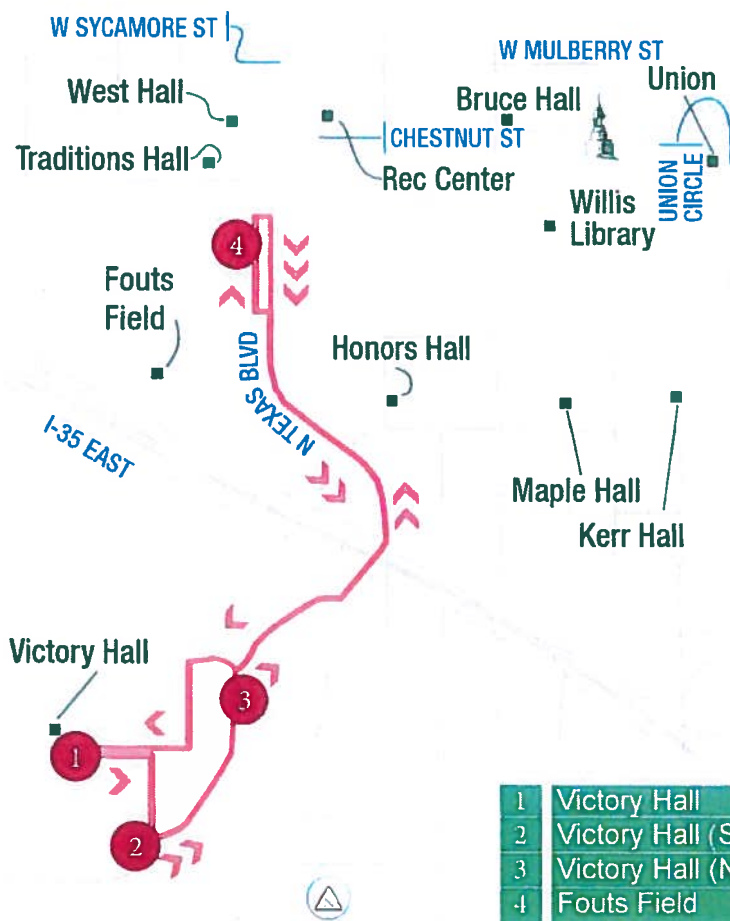 W SYCAMORE ST
W MULBERRY ST
West Hall
Bruce Hall
Union
Traditions Hall
CHESTNUT ST
Rec Center
UNION
CIRCLE
Willis
Library
4
Fouts
Field
N TEXAS BLVD
Honors Hall
I-35 EAST
Maple Hall
Kerr Hall
Victory Hall
3
1
2
1 Victory Hall
2 Victory Hall (S
3 Victory Hall (N
4 Fouts Field